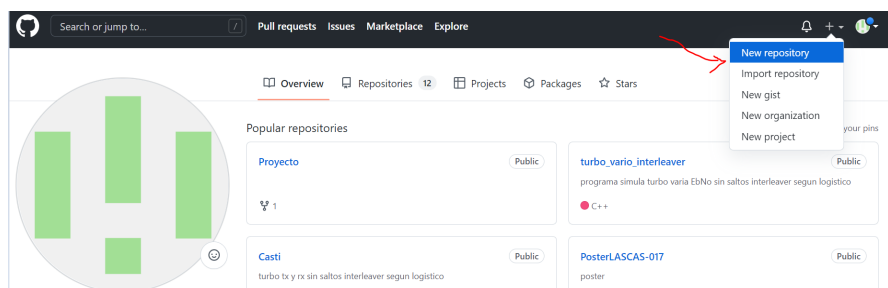 Search or jump to... /
Pull requests Issues Marketplace Explore
New repository
Import repository
New gist
New organization
New project
Overview Repositories 12 Projects Packages Stars
Popular repositories
your pins
Proyecto Public
1
turbo_vario_interleaver Public
programa simula turbo varia EbNo sin saltos interleaver segun logistico
C++
Casti Public
turbo tx y rx sin saltos interleaver segun logistico
PosterLASCAS-017 Public
poster